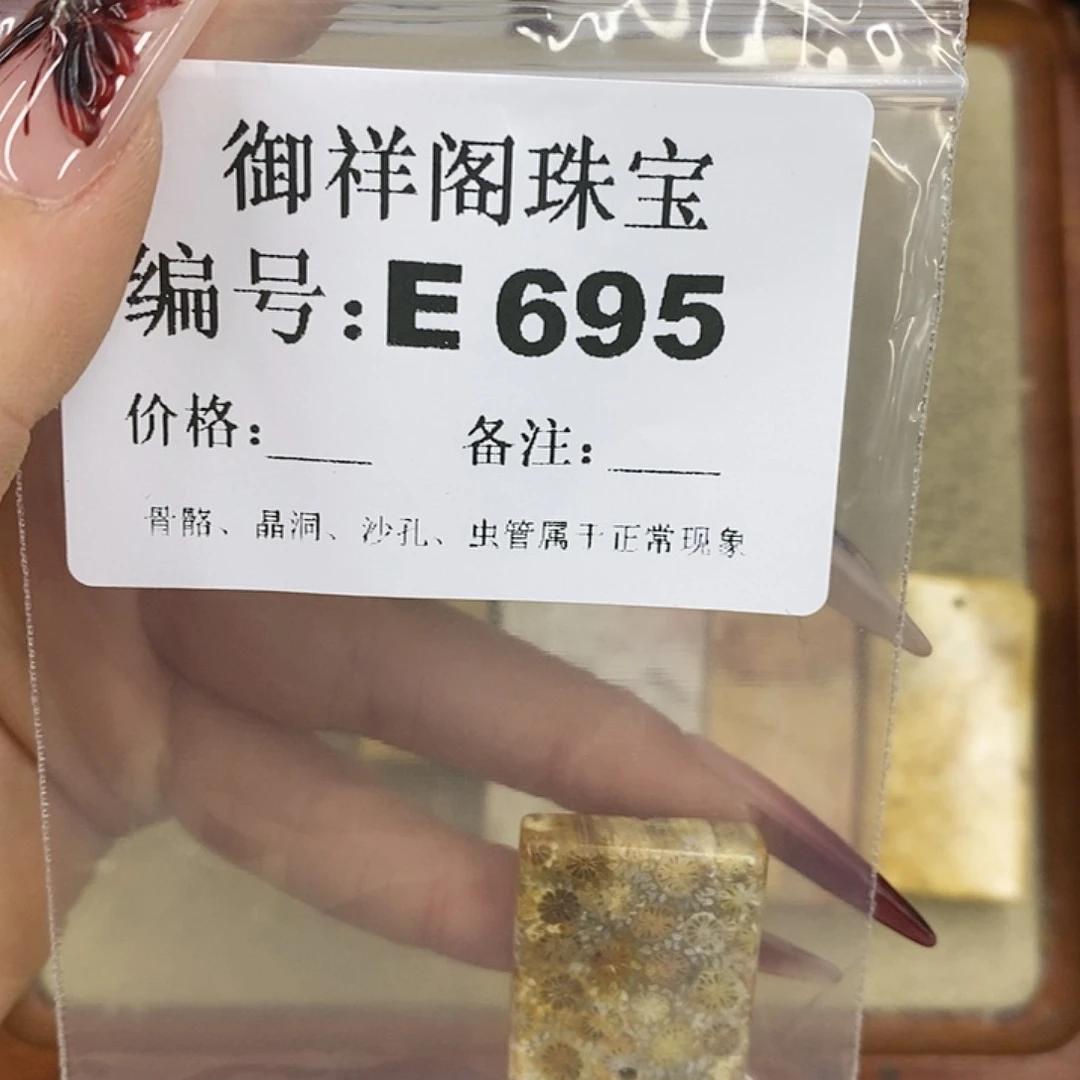 御祥阁珠宝
编号:E 695
价格:____ 备注:____
骨骼、晶洞、沙孔、虫管属于正常现象